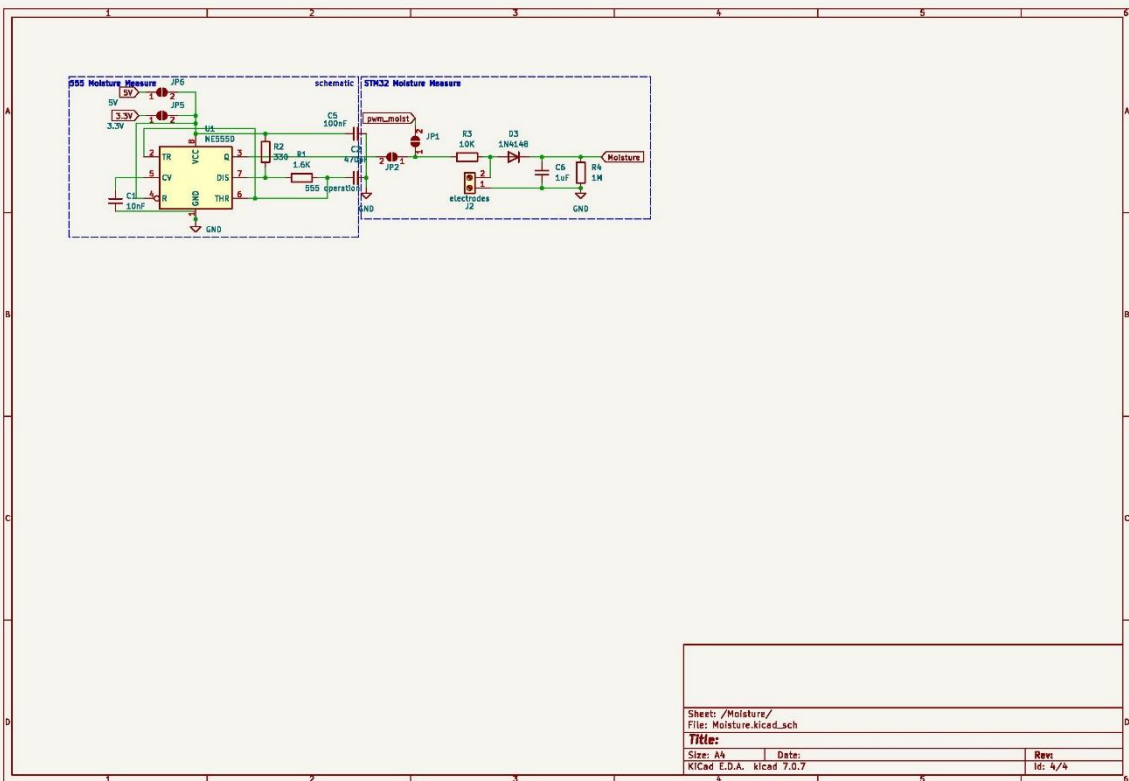 1 2 3 4 5 6
A A
B B
C C
D D
1 2 3 4 5 6
555 Moisture Measure
schematic
JP6
5V
1 2
5V
JP5
3.3V
1 2
3.3V
U1
NE555D
8
VCC
2 TR
Q 3
5 CV
DIS 7
4 R
THR 6
GND
1
GND
C1
10nF
R2
330
R1
1.6K
555 operation
C5
100nF
GND
STM32 Moisture Measure
pwm_moist
2
JP1
1
2 1
JP2
R3
10K
D3
1N4148
2
1
electrodes
J2
C6
1uF
R4
1M
Moisture
GND
Sheet: /Moisture/
File: Moisture.kicad_sch
Title:
Size: A4 Date: Rev:
KiCad E.D.A. kicad 7.0.7 Id: 4/4